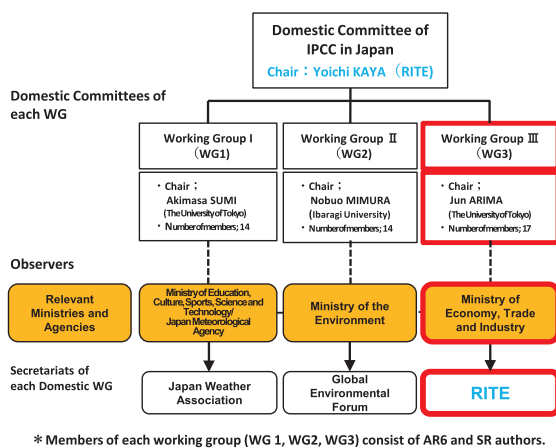 Domestic Committee of
IPCC in Japan
Chair：Yoichi KAYA（RITE)
Domestic Committees of
each WG
Working Group Ⅰ
（WG1）
Working Group Ⅱ
（WG2）
Working Group Ⅲ
（WG3）
・Chair；
Akimasa SUMI
(The University of Tokyo)
・Number of members; 14
・Chair；
Nobuo MIMURA
(Ibaragi University)
・Number of members; 14
・Chair；
Jun ARIMA
(The University of Tokyo)
・Number of members; 17
Observers
Relevant
Ministries and
Agencies
Ministry of Education,
Culture, Sports, Science and
Technology/
Japan Meteorological
Agency
Ministry of the
Environment
Ministry of
Economy, Trade
and Industry
Secretariats of
each Domestic WG
Japan Weather
Association
Global
Environmental
Forum
RITE
＊Members of each working group (WG 1, WG2, WG3) consist of AR6 and SR authors.